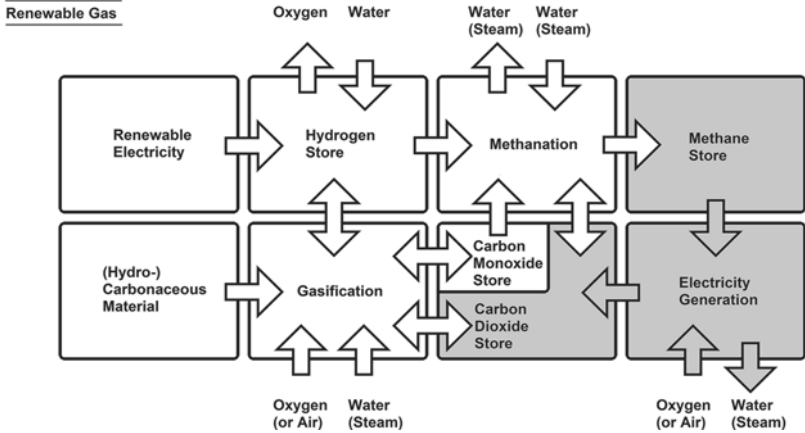 Renewable Gas
Oxygen
Water
Water
(Steam)
Water
(Steam)
Renewable
Electricity
Hydrogen
Store
Methanation
Methane
Store
(Hydro-)
Carbonaceous
Material
Gasification
Carbon
Monoxide
Store
Carbon
Dioxide
Store
Electricity
Generation
Oxygen
(or Air)
Water
(Steam)
Oxygen
(or Air)
Water
(Steam)